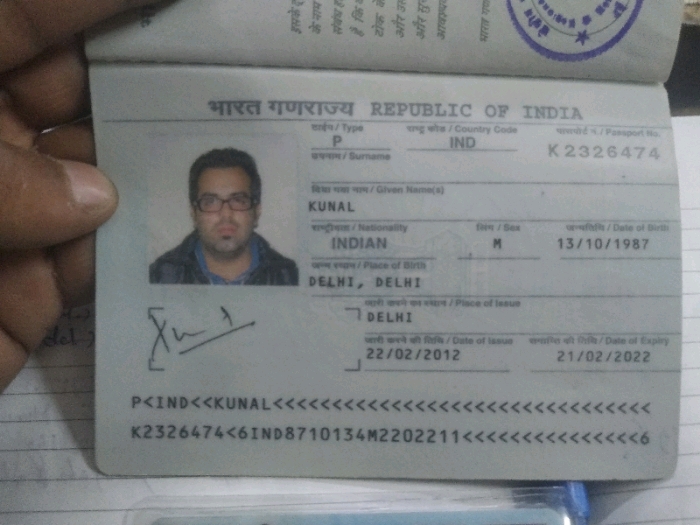 भारत गणराज्य REPUBLIC OF INDIA
टाईप / Type राष्ट्र कोड / Country Code पासपोर्ट नं. / Passport No.
P IND K2326474
उपनाम / Surname
दिया गया नाम / Given Name(s)
KUNAL
राष्ट्रीयता / Nationality लिंग / Sex जन्मतिथि / Date of Birth
INDIAN M 13/10/1987
जन्म स्थान / Place of Birth
DELHI, DELHI
जारी करने का स्थान / Place of Issue
DELHI
जारी करने की तिथि / Date of Issue समाप्ति की तिथि / Date of Expiry
22/02/2012 21/02/2022
P<IND<<KUNAL<<<<<<<<<<<<<<<<<<<<<<<<<<<<<<<<
K2326474<6IND8710134M2202211<<<<<<<<<<<<<<<6